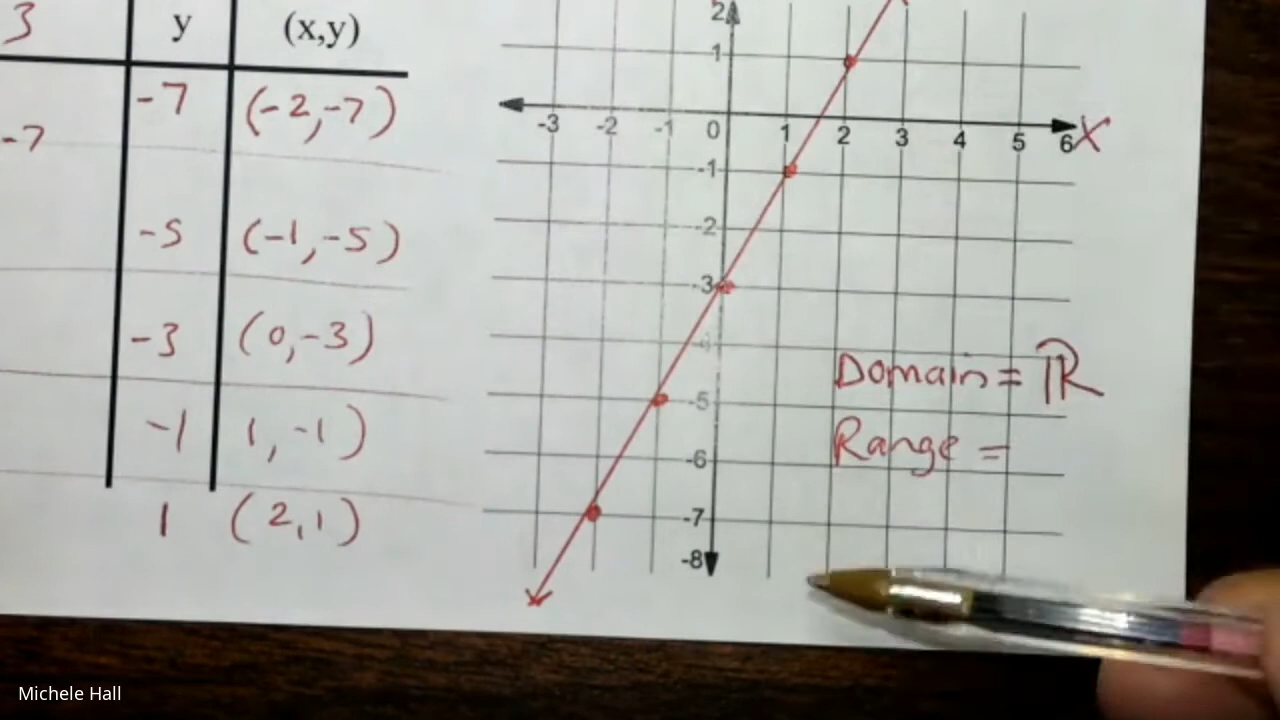 3 y (x,y)
-7 (-2,-7)
-7
-5 (-1,-5)
-3 (0,-3)
-1 1, -1)
1 (2,1)
2
1
-3 -2 -1 0 1 2 3 4 5 6 X
-1
-2
-3
-4
-5
-6
-7
-8
Domain = ℝ
Range =
Michele Hall